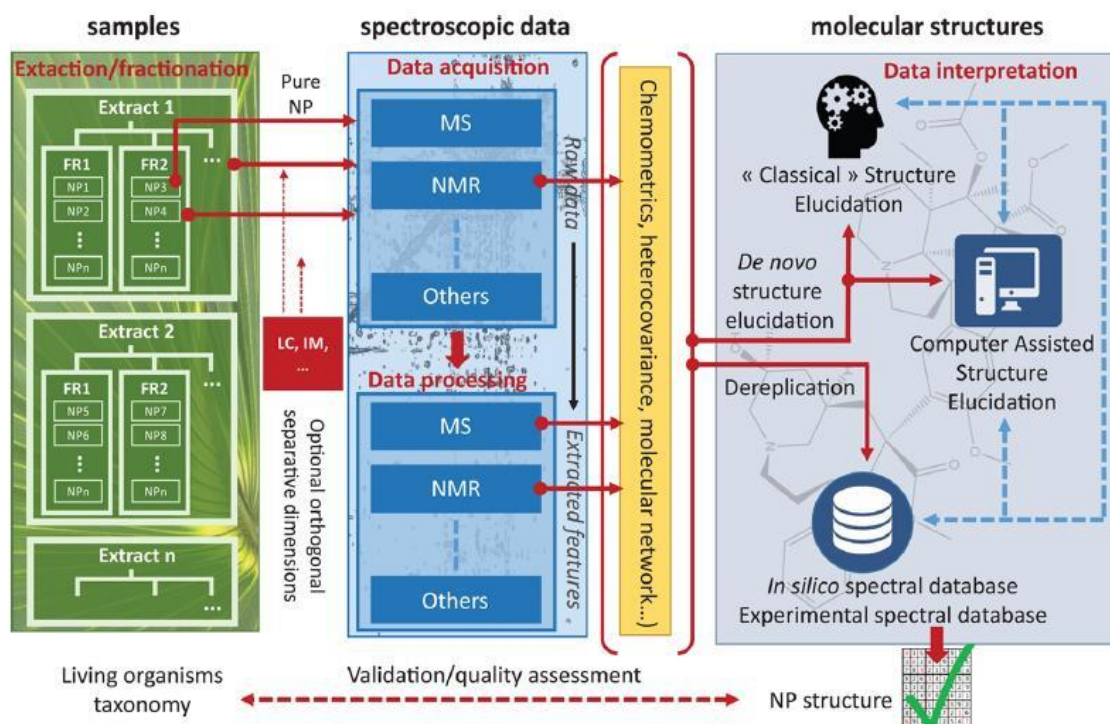 samples
spectroscopic data
molecular structures
Extaction/fractionation
Extract 1
FR1
NP1
NP2
NPn
FR2
NP3
NP4
NPn
...
Extract 2
FR1
NP5
NP6
NPn
FR2
NP7
NP8
NPn
...
Extract n
...
Pure
NP
LC, IM,
...
Optional orthogonal
separative dimensions
Data acquisition
MS
NMR
Others
Raw data
Data processing
MS
NMR
Others
Extracted features
Chemometrics, heterocovariance, molecular network...)
Data interpretation
« Classical » Structure
Elucidation
De novo
structure
elucidation
Computer Assisted
Structure
Elucidation
Dereplication
In silico spectral database
Experimental spectral database
Living organisms
taxonomy
Validation/quality assessment
NP structure